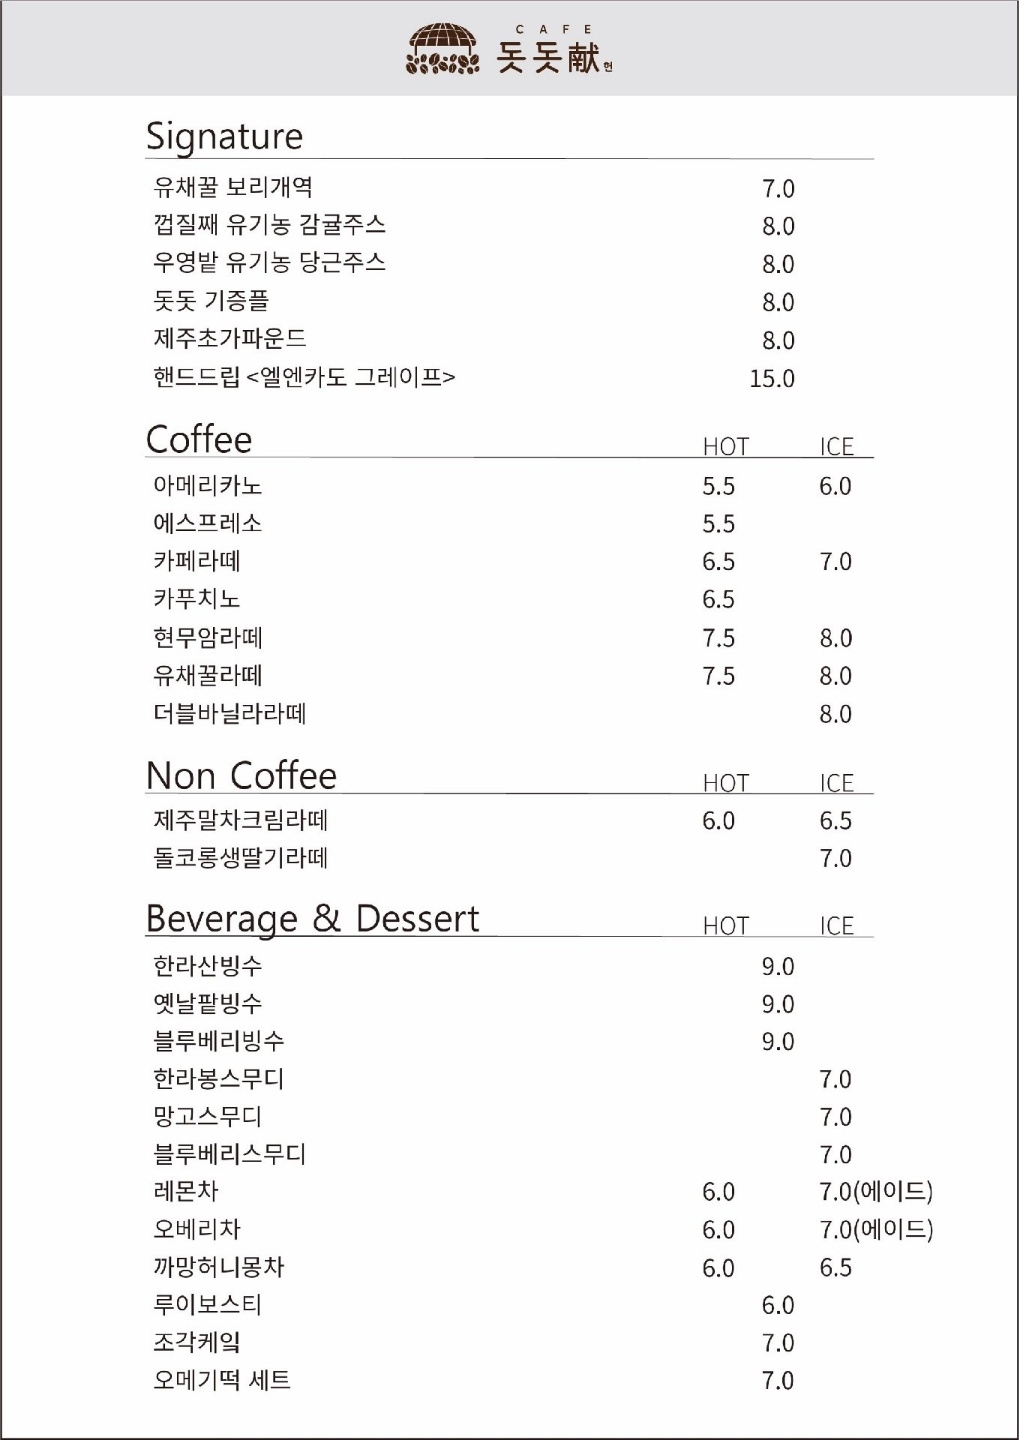 CAFE
돗돗献헌
Signature
유채꿀 보리개역 7.0
껍질째 유기농 감귤주스 8.0
우영밭 유기농 당근주스 8.0
돗돗 기증플 8.0
제주초가파운드 8.0
핸드드립 <엘엔카도 그레이프> 15.0
Coffee HOT ICE
아메리카노 5.5 6.0
에스프레소 5.5
카페라떼 6.5 7.0
카푸치노 6.5
현무암라떼 7.5 8.0
유채꿀라떼 7.5 8.0
더블바닐라라떼 8.0
Non Coffee HOT ICE
제주말차크림라떼 6.0 6.5
돌코롱생딸기라떼 7.0
Beverage & Dessert HOT ICE
한라산빙수 9.0
옛날팥빙수 9.0
블루베리빙수 9.0
한라봉스무디 7.0
망고스무디 7.0
블루베리스무디 7.0
레몬차 6.0 7.0(에이드)
오베리차 6.0 7.0(에이드)
까망허니몽차 6.0 6.5
루이보스티 6.0
조각케잌 7.0
오메기떡 세트 7.0